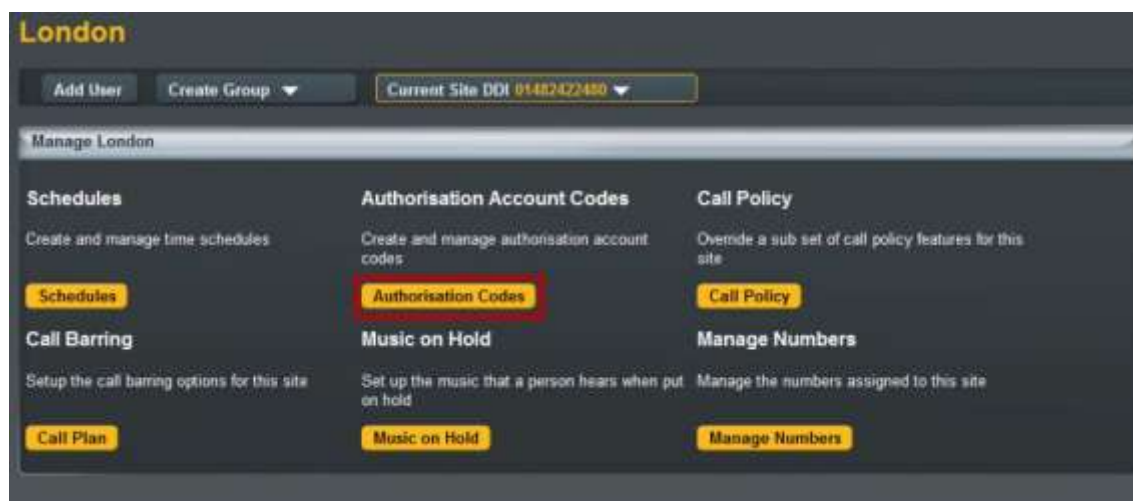 London
Add User Create Group Current Site DDI 01482422480
Manage London
Schedules Authorisation Account Codes Call Policy
Create and manage time schedules Create and manage authorisation account Override a sub set of call policy features for this
codes site
Schedules Authorisation Codes Call Policy
Call Barring Music on Hold Manage Numbers
Setup the call barring options for this site Set up the music that a person hears when put Manage the numbers assigned to this site
on hold
Call Plan Music on Hold Manage Numbers